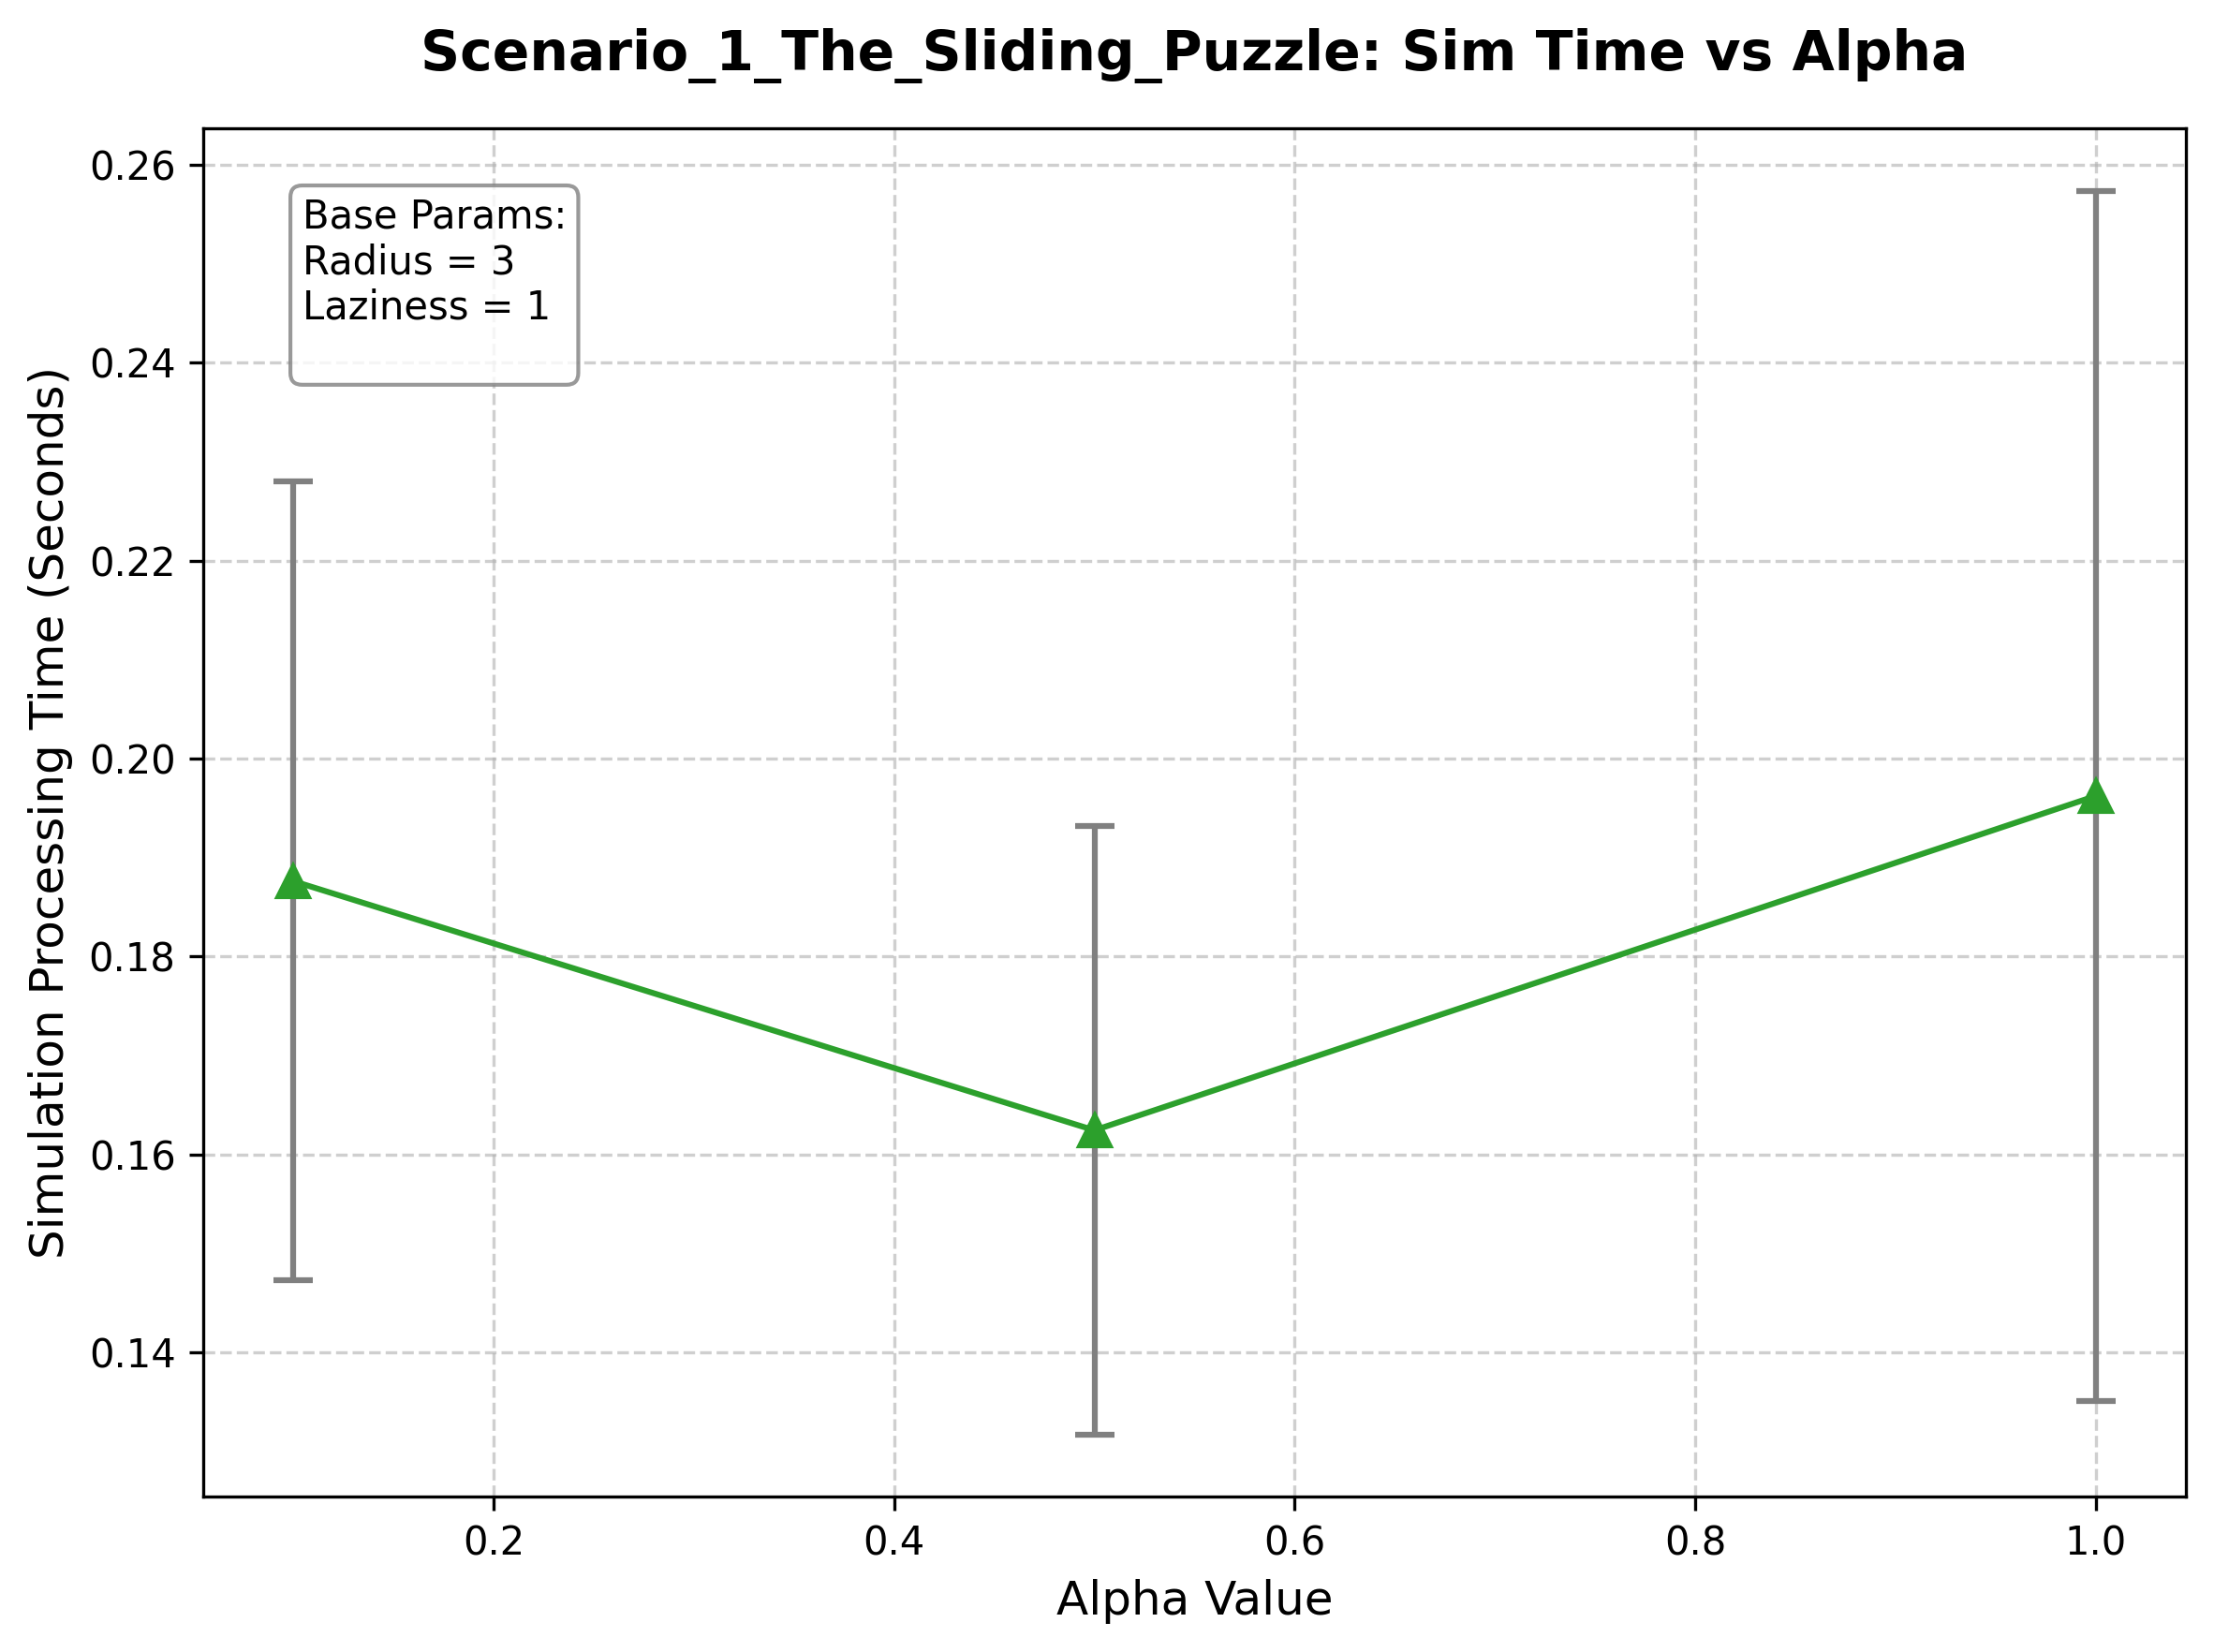 Scenario_1_The_Sliding_Puzzle: Sim Time vs Alpha
Simulation Processing Time (Seconds)
0.26
0.24
0.22
0.20
0.18
0.16
0.14
Base Params:
Radius = 3
Laziness = 1
0.2
0.4
0.6
0.8
1.0
Alpha Value